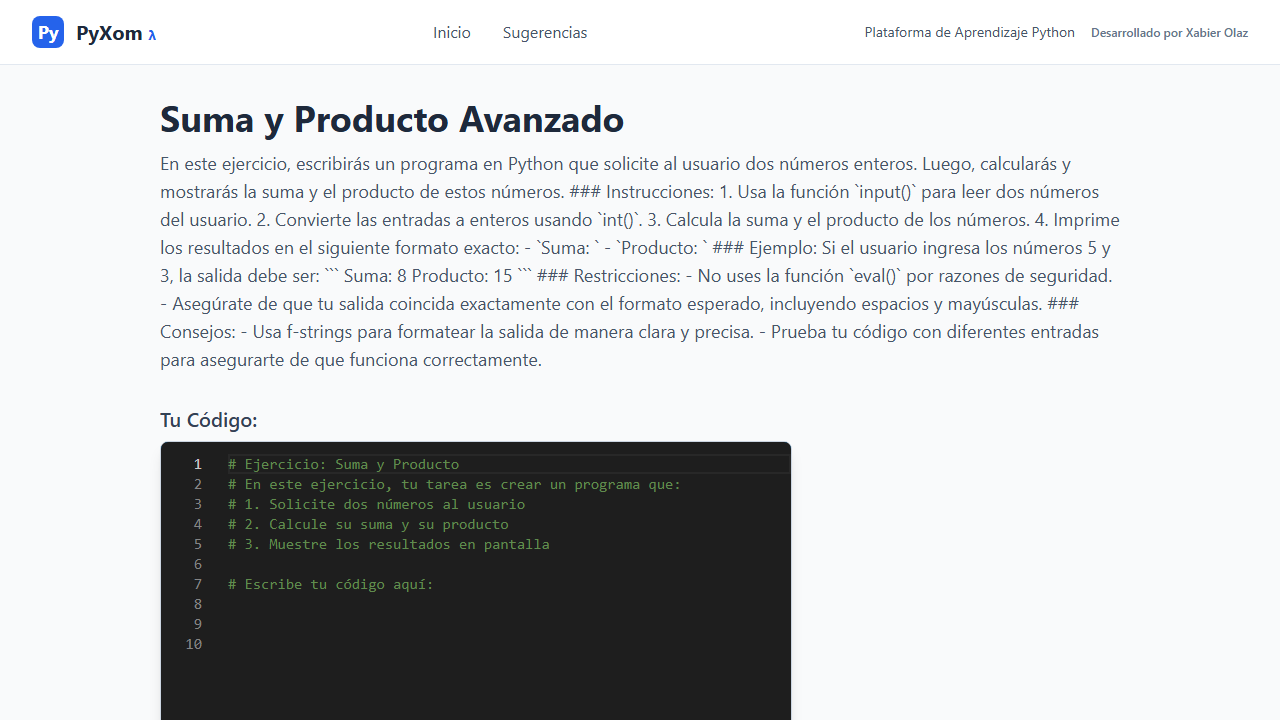 Py PyXom λ
Inicio
Sugerencias
Plataforma de Aprendizaje Python
Desarrollado por Xabier Olaz
Suma y Producto Avanzado
En este ejercicio, escribirás un programa en Python que solicite al usuario dos números enteros. Luego, calcularás y
mostrarás la suma y el producto de estos números. ### Instrucciones: 1. Usa la función `input()` para leer dos números
del usuario. 2. Convierte las entradas a enteros usando `int()`. 3. Calcula la suma y el producto de los números. 4. Imprime
los resultados en el siguiente formato exacto: - `Suma: ` - `Producto: ` ### Ejemplo: Si el usuario ingresa los números 5 y
3, la salida debe ser: ``` Suma: 8 Producto: 15 ``` ### Restricciones: - No uses la función `eval()` por razones de seguridad.
- Asegúrate de que tu salida coincida exactamente con el formato esperado, incluyendo espacios y mayúsculas. ###
Consejos: - Usa f-strings para formatear la salida de manera clara y precisa. - Prueba tu código con diferentes entradas
para asegurarte de que funciona correctamente.
Tu Código:
1 # Ejercicio: Suma y Producto
2 # En este ejercicio, tu tarea es crear un programa que:
3 # 1. Solicite dos números al usuario
4 # 2. Calcule su suma y su producto
5 # 3. Muestre los resultados en pantalla
6
7 # Escribe tu código aquí:
8
9
10